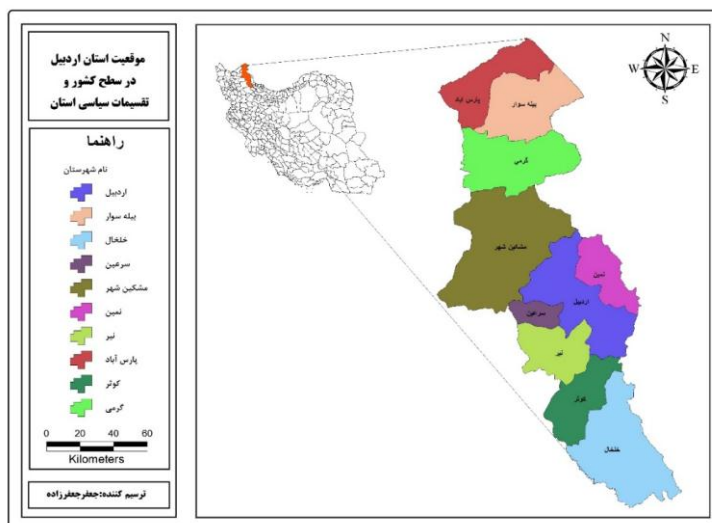 موقعیت استان اردبیل
در سطح کشور و
تقسیمات سیاسی استان
راهنما
نام شهرستان
اردبیل
بیله سوار
خلخال
سرعین
مشکین شهر
نمین
نیر
پارس آباد
کوثر
گرمی
0 20 40 60
Kilometers
ترسیم کننده:جعفرجعفرزاده
N
W E
S
پارس آباد
بیله سوار
گرمی
مشکین شهر
نمین
اردبیل
سرعین
نیر
کوثر
خلخال